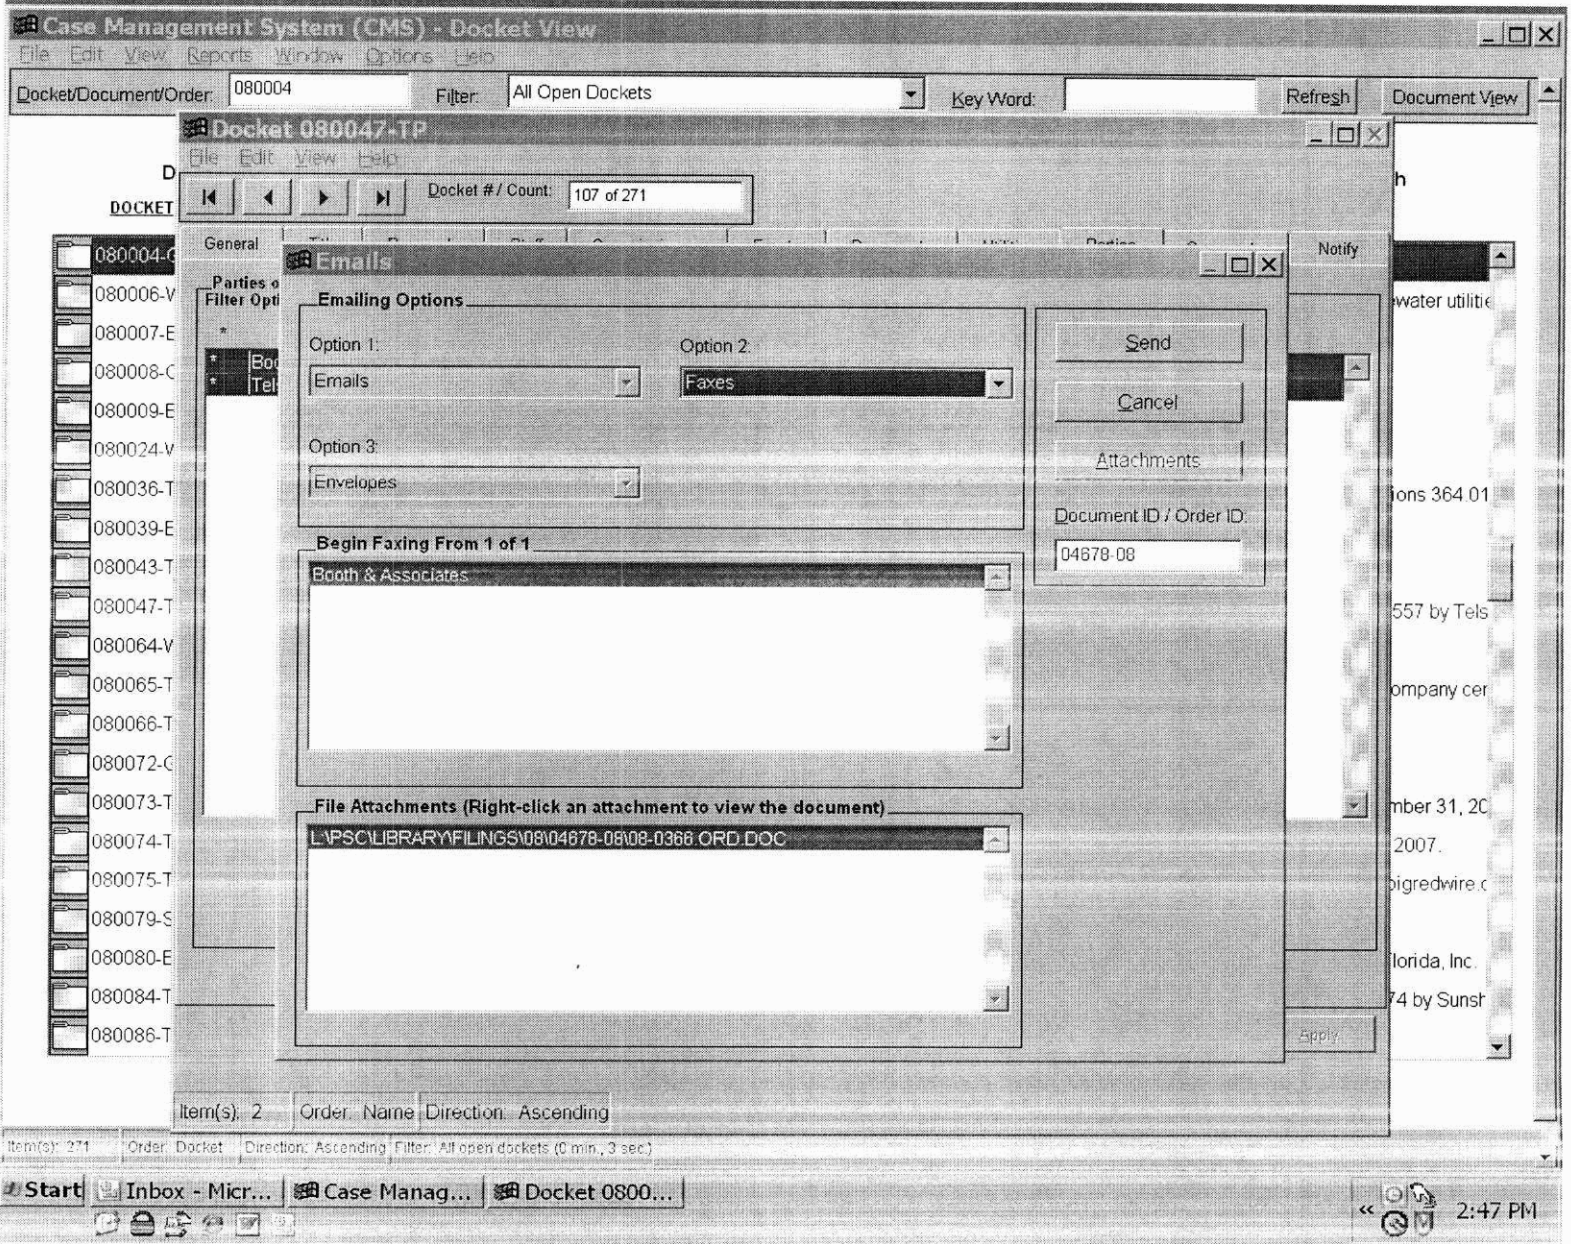 Case Management System (CMS) - Docket View
File Edit View Reports Window Options Help
Docket/Document/Order: 080004 Filter: All Open Dockets Key Word: Refresh Document View
Docket 080047-TP
File Edit View Help
D
h
Docket # / Count: 107 of 271
DOCKET
General
Notify
Emails
080004-G
Parties o
Filter Opti
080006-W
080007-E
080008-G
080009-E
080024-W
080036-T
080039-E
080043-T
080047-T
080064-W
080065-T
080066-T
080072-G
080073-T
080074-T
080075-T
080079-S
080080-E
080084-T
080086-T
*
* Boo
* Tels
Emailing Options
Option 1:
Emails
Option 2:
Faxes
Option 3:
Envelopes
Send
Cancel
Attachments
Document ID / Order ID:
04678-08
Begin Faxing From 1 of 1
Booth & Associates
File Attachments (Right-click an attachment to view the document)
L:\PSC\LIBRARY\FILINGS\08\04678-08\08-0366.ORD.DOC
ewater utilitie
ions 364.01
557 by Tels
ompany cer
mber 31, 20
2007.
bigredwire.c
lorida, Inc.
74 by Sunsh
Apply
Item(s): 2 Order: Name Direction: Ascending
Item(s): 271 Order: Docket Direction: Ascending Filter: All open dockets (0 min., 3 sec.)
Start Inbox - Micr... Case Manag... Docket 0800...
« 2:47 PM